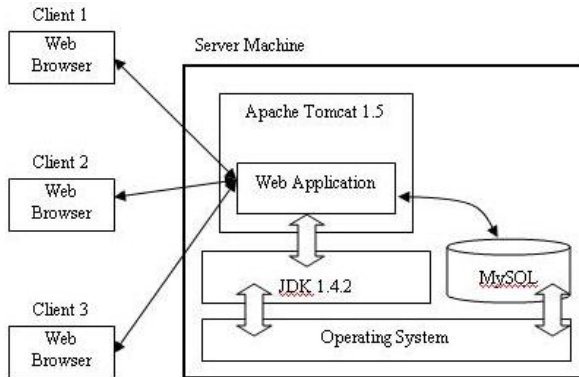 Client 1
Web
Browser
Server Machine
Apache Tomcat 1.5
Client 2
Web
Browser
Web Application
JDK 1.4.2
MySQL
Client 3
Web
Browser
Operating System